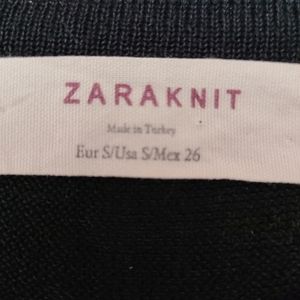 ZARAKNIT
Made in Turkey
Eur S/Usa S/Mex 26